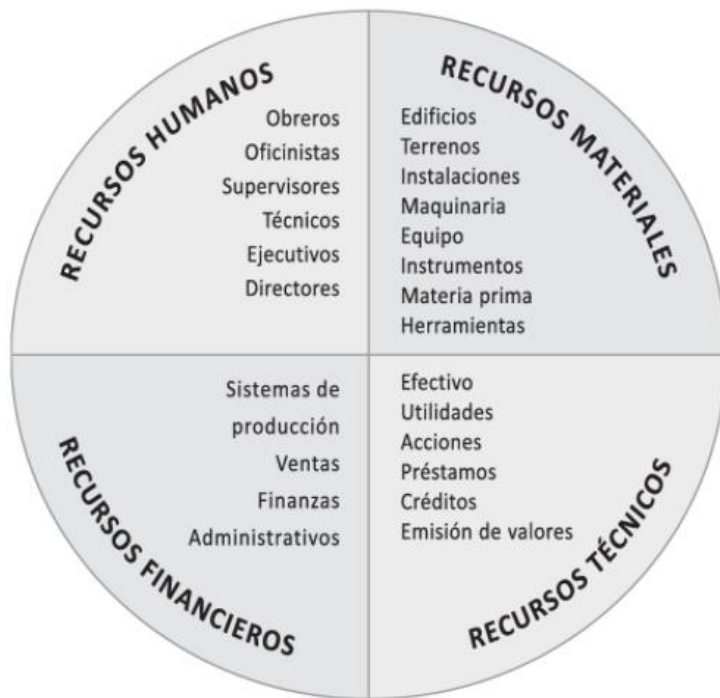 RECURSOS HUMANOS
Obreros
Oficinistas
Supervisores
Técnicos
Ejecutivos
Directores
RECURSOS MATERIALES
Edificios
Terrenos
Instalaciones
Maquinaria
Equipo
Instrumentos
Materia prima
Herramientas
RECURSOS FINANCIEROS
Sistemas de
producción
Ventas
Finanzas
Administrativos
RECURSOS TÉCNICOS
Efectivo
Utilidades
Acciones
Préstamos
Créditos
Emisión de valores